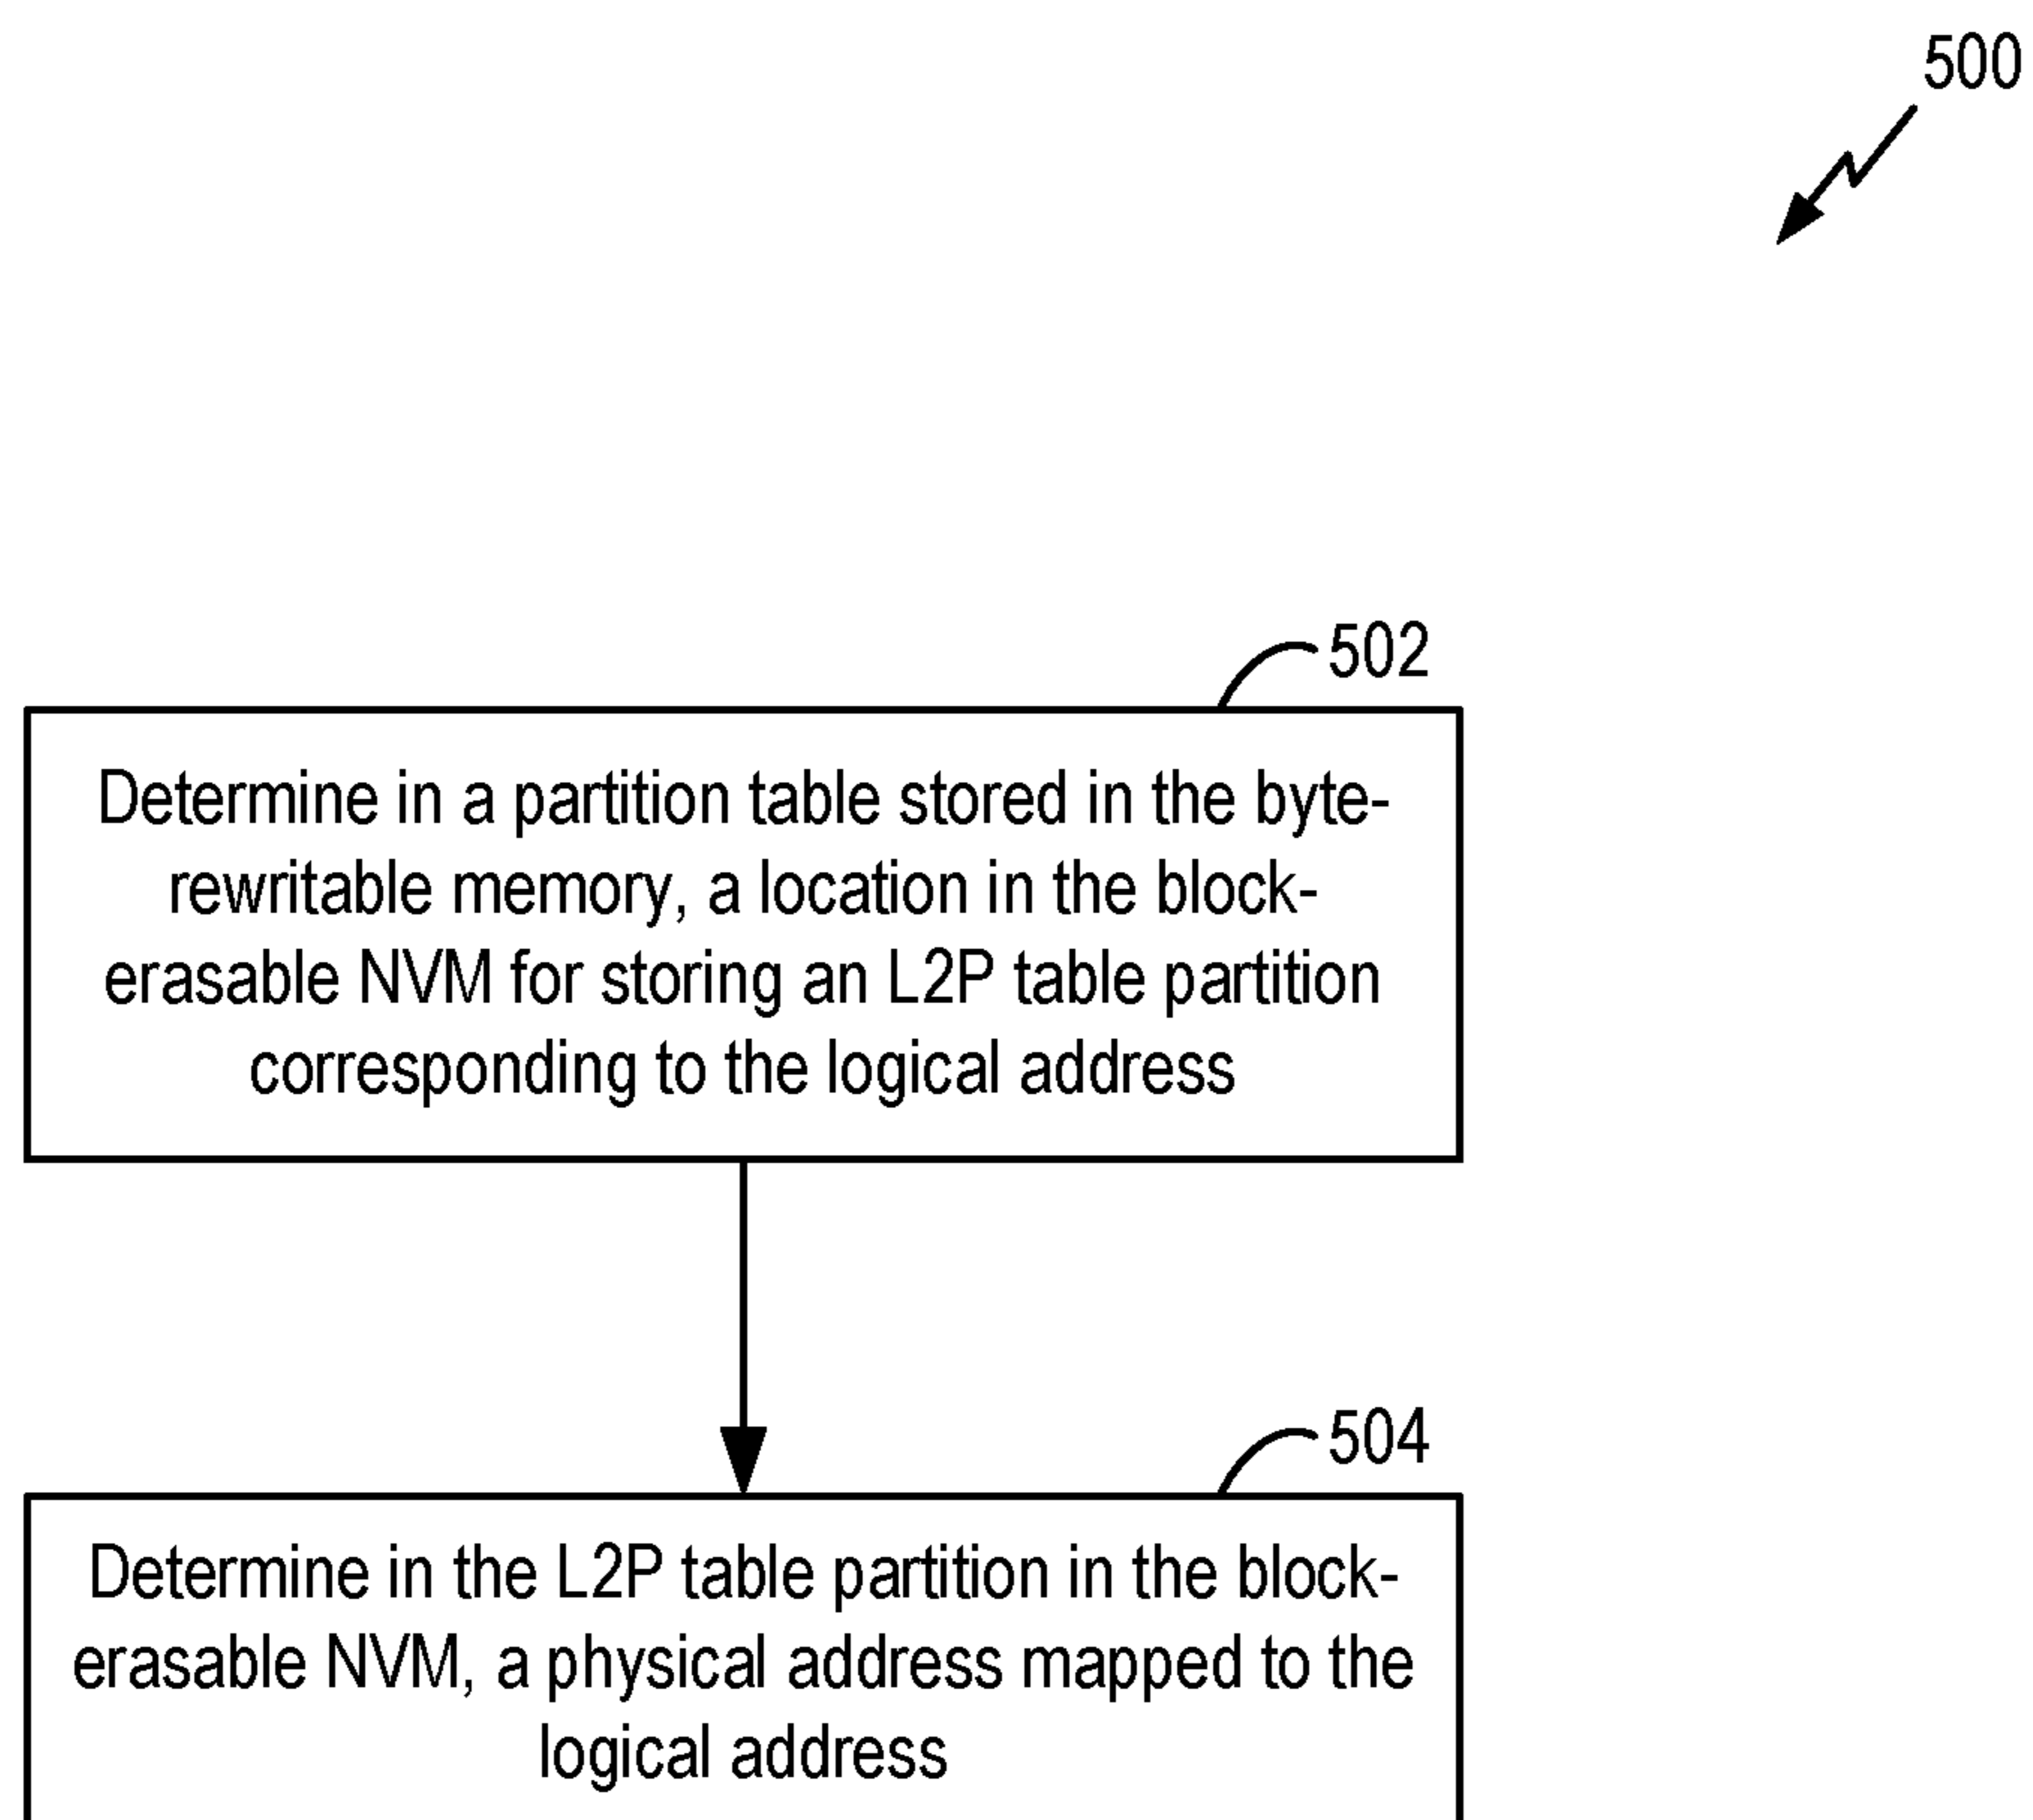 500
502
Determine in a partition table stored in the byte-
rewritable memory, a location in the block-
erasable NVM for storing an L2P table partition
corresponding to the logical address
504
Determine in the L2P table partition in the block-
erasable NVM, a physical address mapped to the
logical address